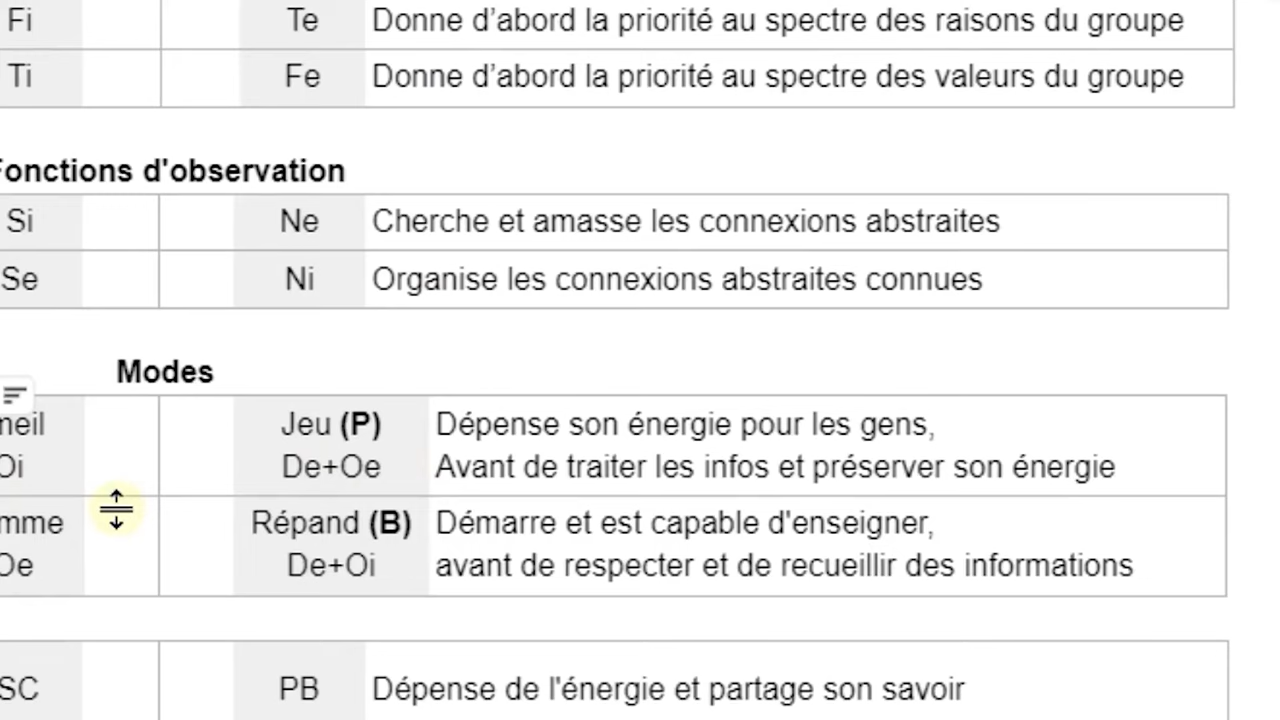 Fi Te Donne d'abord la priorité au spectre des raisons du groupe
Ti Fe Donne d'abord la priorité au spectre des valeurs du groupe
Fonctions d'observation
Si Ne Cherche et amasse les connexions abstraites
Se Ni Organise les connexions abstraites connues
Modes
meil Jeu (P) Dépense son énergie pour les gens,
Oi De+Oe Avant de traiter les infos et préserver son énergie
mme Répand (B) Démarre et est capable d'enseigner,
Oe De+Oi avant de respecter et de recueillir des informations
SC PB Dépense de l'énergie et partage son savoir